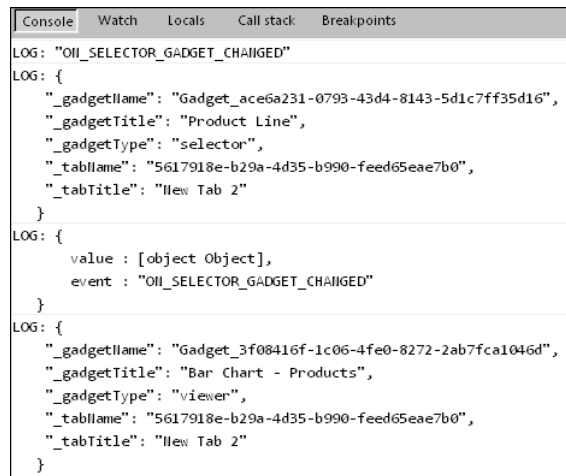 Console Watch Locals Call stack Breakpoints
LOG: "ON_SELECTOR_GADGET_CHANGED"
LOG: {
"_gadgetName": "Gadget_ace6a231-0793-43d4-8143-5d1c7ff35d16",
"_gadgetTitle": "Product Line",
"_gadgetType": "selector",
"_tabName": "5617918e-b29a-4d35-b990-feed65eae7b0",
"_tabTitle": "New Tab 2"
}
LOG: {
value : [object Object],
event : "ON_SELECTOR_GADGET_CHANGED"
}
LOG: {
"_gadgetName": "Gadget_3f08416f-1c06-4fe0-8272-2ab7fca1046d",
"_gadgetTitle": "Bar Chart - Products",
"_gadgetType": "viewer",
"_tabName": "5617918e-b29a-4d35-b990-feed65eae7b0",
"_tabTitle": "New Tab 2"
}